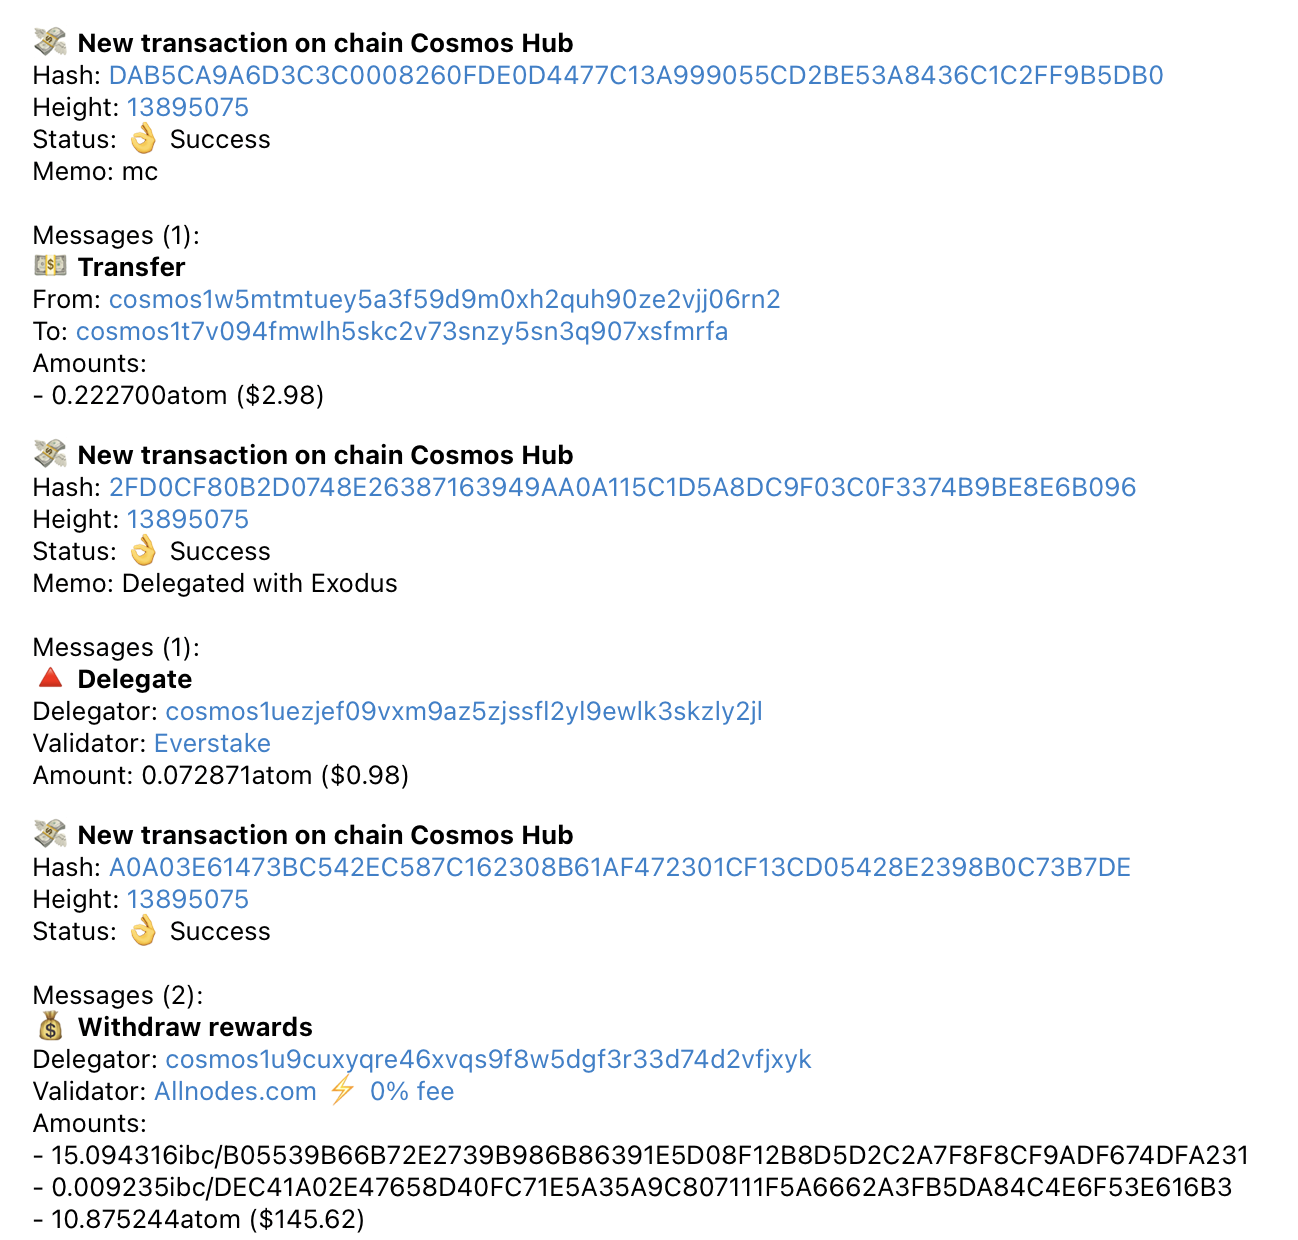 💸 New transaction on chain Cosmos Hub
Hash: DAB5CA9A6D3C3C0008260FDE0D4477C13A999055CD2BE53A8436C1C2FF9B5DB0
Height: 13895075
Status: 👌 Success
Memo: mc
Messages (1):
💵 Transfer
From: cosmos1w5mtmtuey5a3f59d9m0xh2quh90ze2vjj06rn2
To: cosmos1t7v094fmwlh5skc2v73snzy5sn3q907xsfmrfa
Amounts:
- 0.222700atom ($2.98)
💸 New transaction on chain Cosmos Hub
Hash: 2FD0CF80B2D0748E26387163949AA0A115C1D5A8DC9F03C0F3374B9BE8E6B096
Height: 13895075
Status: 👌 Success
Memo: Delegated with Exodus
Messages (1):
🔺 Delegate
Delegator: cosmos1uezjef09vxm9az5zjssfl2yl9ewlk3skzly2jl
Validator: Everstake
Amount: 0.072871atom ($0.98)
💸 New transaction on chain Cosmos Hub
Hash: A0A03E61473BC542EC587C162308B61AF472301CF13CD05428E2398B0C73B7DE
Height: 13895075
Status: 👌 Success
Messages (2):
💰 Withdraw rewards
Delegator: cosmos1u9cuxyqre46xvqs9f8w5dgf3r33d74d2vfjxyk
Validator: Allnodes.com ⚡ 0% fee
Amounts:
- 15.094316ibc/B05539B66B72E2739B986B86391E5D08F12B8D5D2C2A7F8F8CF9ADF674DFA231
- 0.009235ibc/DEC41A02E47658D40FC71E5A35A9C807111F5A6662A3FB5DA84C4E6F53E616B3
- 10.875244atom ($145.62)